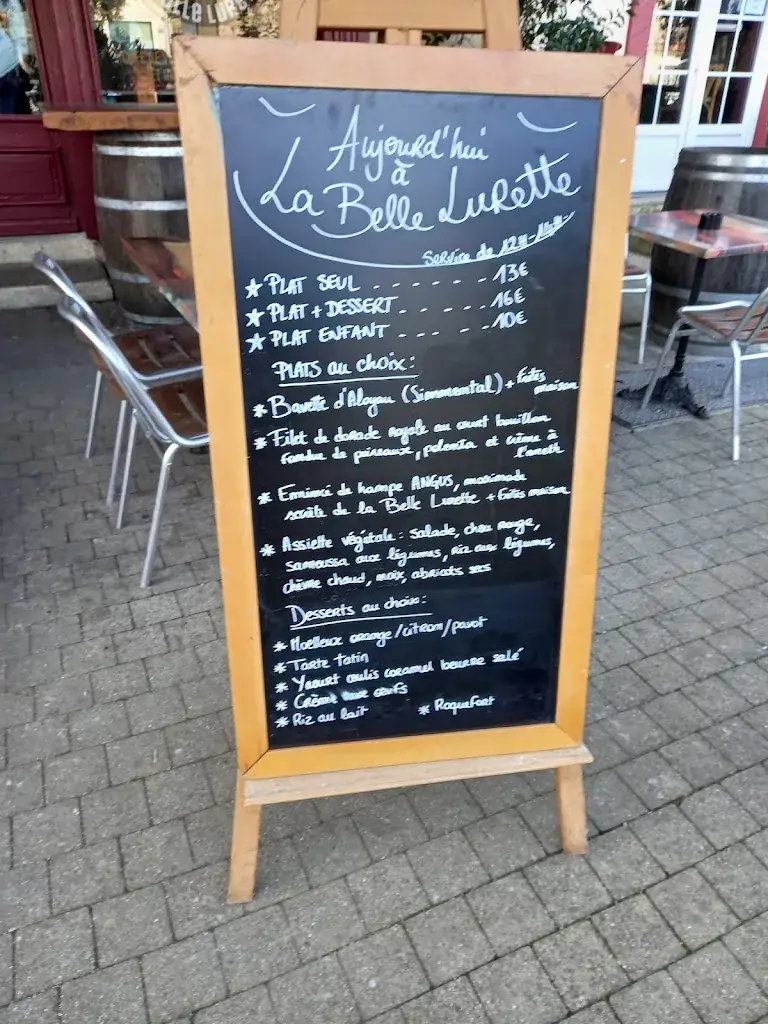 BELLE LURE
Aujourd'hui
à
La Belle Lurette
Service de 12H-14H
PLAT SEUL - - - - - - - 13€
PLAT + DESSERT - - - - - 16€
PLAT ENFANT - - - - - 10€
PLATS au choix:
* Bavette d'Aloyau (Simmental) + frites
maison
* Filet de dorade royale au court bouillon
fondue de poireaux, polenta et crème à
l'aneth
* Emincé de hampe ANGUS, marinade
secrète de la Belle Lurette + frites maison
* Assiette végétale: salade, chou rouge,
samoussa aux légumes, riz aux légumes,
chèvre chaud, noix, abricots secs
Desserts au choix:
* Moelleux orange/citron/pavot
* Tarte tatin
* Yaourt coulis caramel beurre salé
* Crème aux oeufs
* Riz au lait * Roquefort